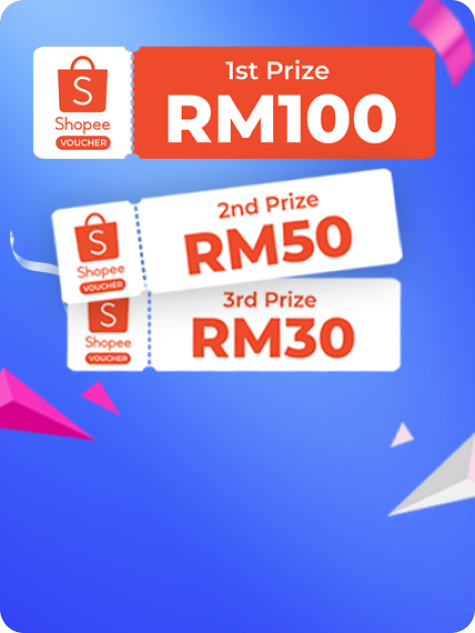 S
Shopee
VOUCHER
1st Prize
RM100
S
Shopee
VOUCHER
2nd Prize
RM50
S
Shopee
VOUCHER
3rd Prize
RM30